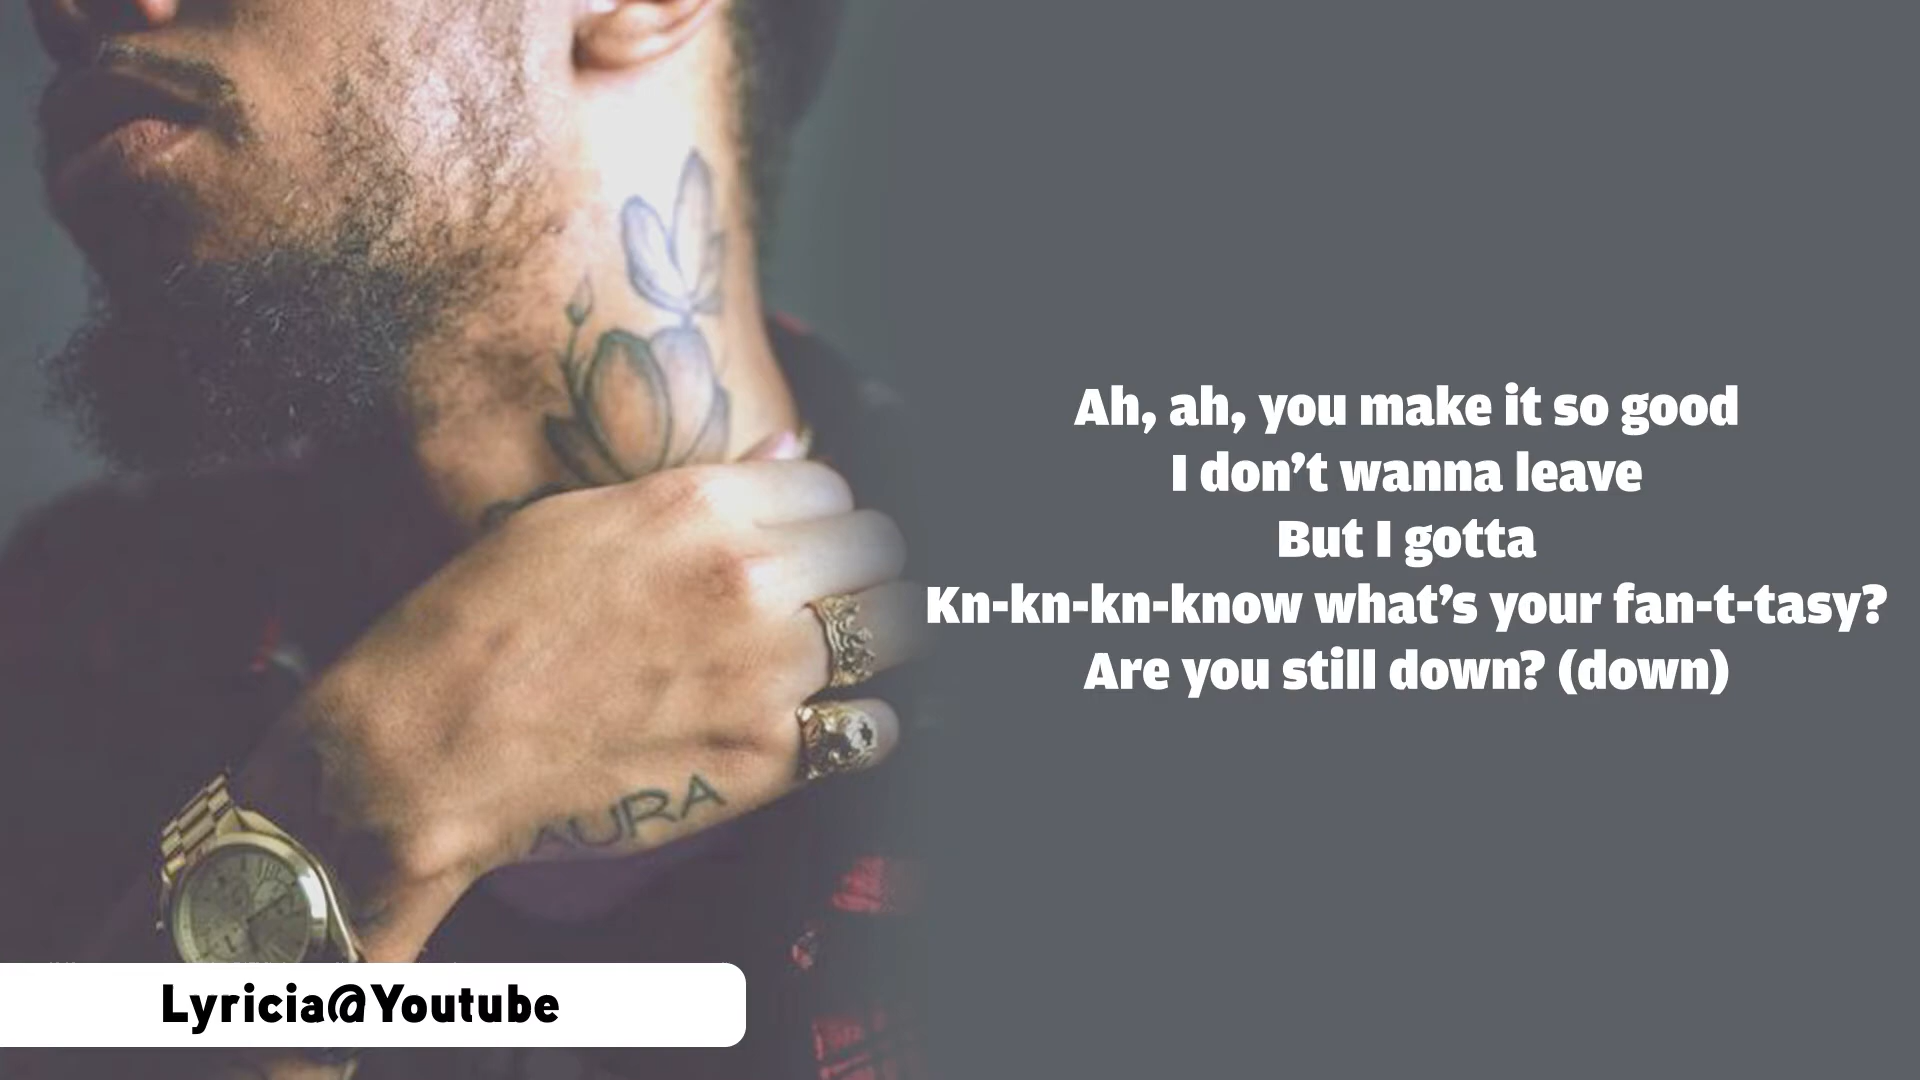 Ah, ah, you make it so good
I don't wanna leave
But I gotta
Kn-kn-kn-know what's your fan-t-tasy?
Are you still down? (down)
AURA
Lyricia@Youtube